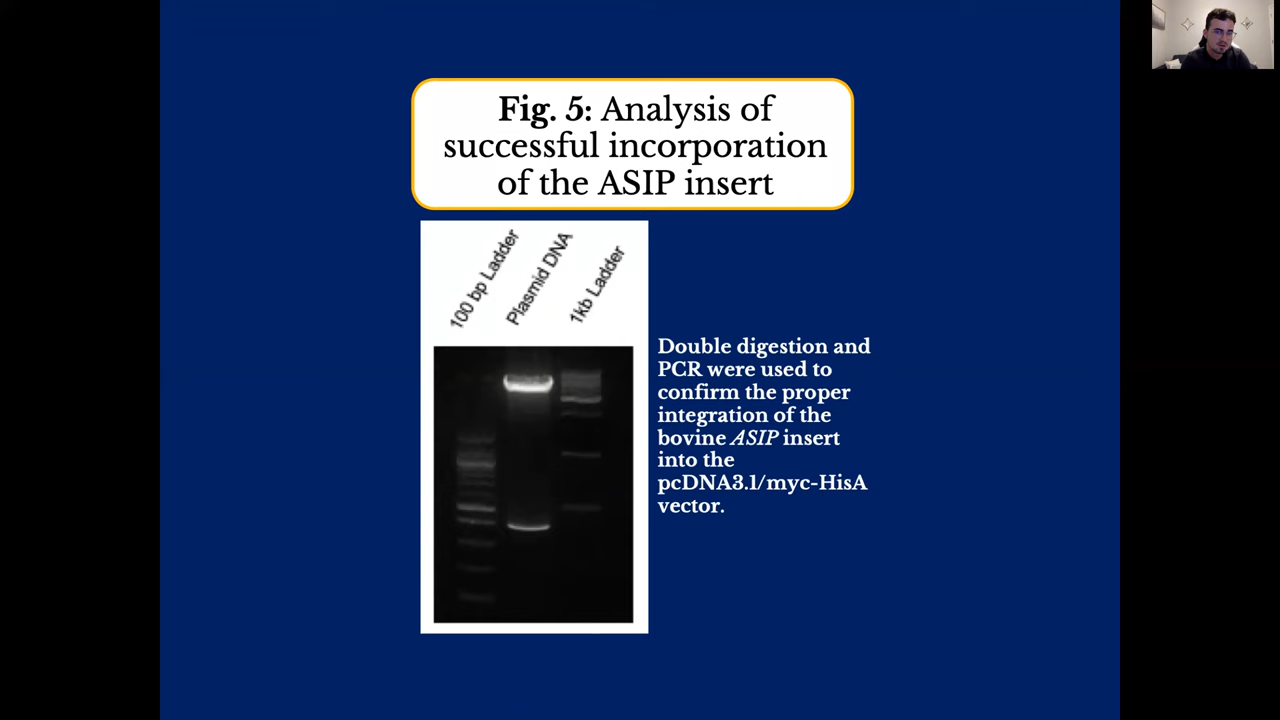 Fig. 5: Analysis of
successful incorporation
of the ASIP insert
100 bp Ladder
Plasmid DNA
1kb Ladder
Double digestion and
PCR were used to
confirm the proper
integration of the
bovine ASIP insert
into the
pcDNA3.1/myc-HisA
vector.